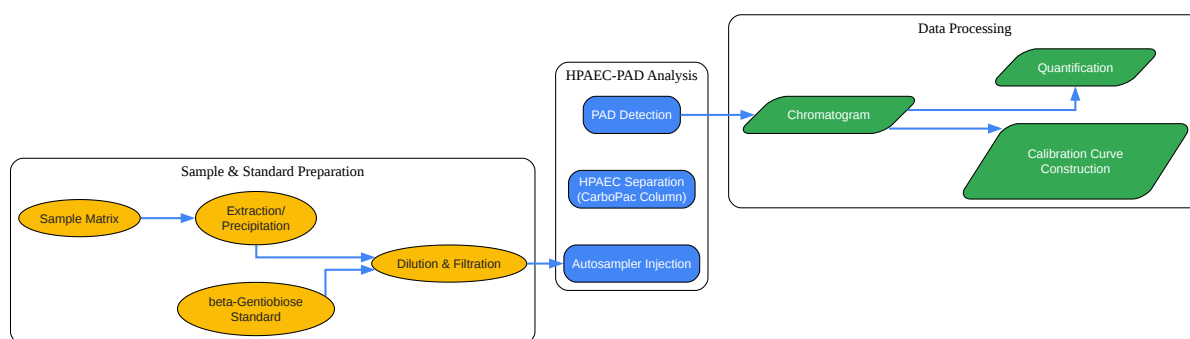 Sample & Standard Preparation
Sample Matrix
Extraction/
Precipitation
beta-Gentiobiose
Standard
Dilution & Filtration
HPAEC-PAD Analysis
PAD Detection
HPAEC Separation
(CarboPac Column)
Autosampler Injection
Data Processing
Chromatogram
Quantification
Calibration Curve
Construction